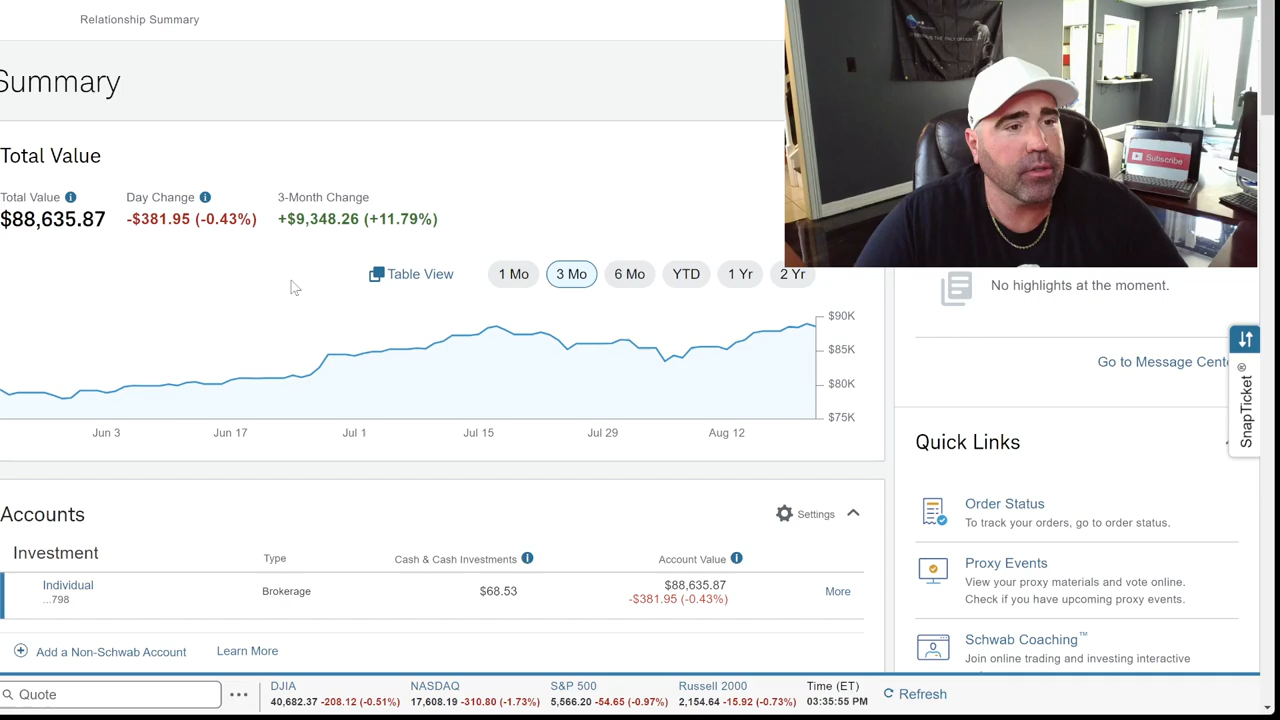 Relationship Summary
Summary
Total Value
Total Value
Day Change
3-Month Change
$88,635.87
-$381.95 (-0.43%)
+$9,348.26 (+11.79%)
Table View
1 Mo
3 Mo
6 Mo
YTD
1 Yr
2 Yr
$90K
$85K
$80K
$75K
Jun 3
Jun 17
Jul 1
Jul 15
Jul 29
Aug 12
Accounts
Settings
Investment
Type
Cash & Cash Investments
Account Value
Individual
...798
Brokerage
$68.53
$88,635.87
-$381.95 (-0.43%)
More
Add a Non-Schwab Account
Learn More
Subscribe
No highlights at the moment.
Go to Message Cente
SnapTicket®
Quick Links
Order Status
To track your orders, go to order status.
Proxy Events
View your proxy materials and vote online.
Check if you have upcoming proxy events.
Schwab Coaching™
Join online trading and investing interactive
Quote
DJIA
40,682.37 -208.12 (-0.51%)
NASDAQ
17,608.19 -310.80 (-1.73%)
S&P 500
5,566.20 -54.65 (-0.97%)
Russell 2000
2,154.64 -15.92 (-0.73%)
Time (ET)
03:35:55 PM
Refresh